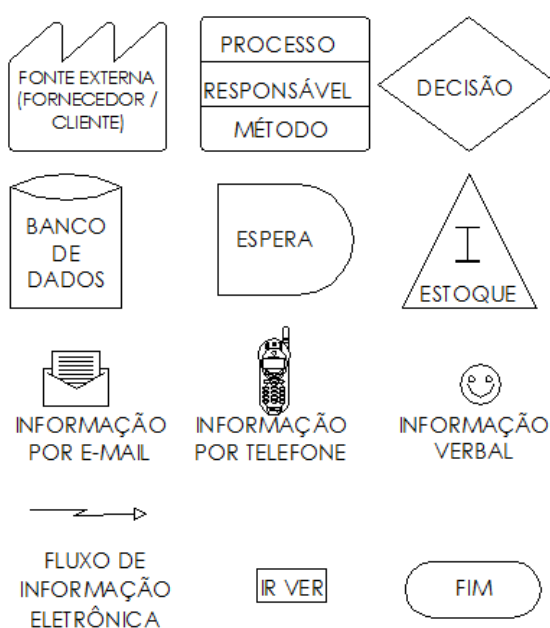 FONTE EXTERNA
(FORNECEDOR /
CLIENTE)
PROCESSO
RESPONSÁVEL
MÉTODO
DECISÃO
BANCO
DE
DADOS
ESPERA
I
ESTOQUE
INFORMAÇÃO
POR E-MAIL
INFORMAÇÃO
POR TELEFONE
INFORMAÇÃO
VERBAL
FLUXO DE
INFORMAÇÃO
ELETRÔNICA
IR VER
FIM